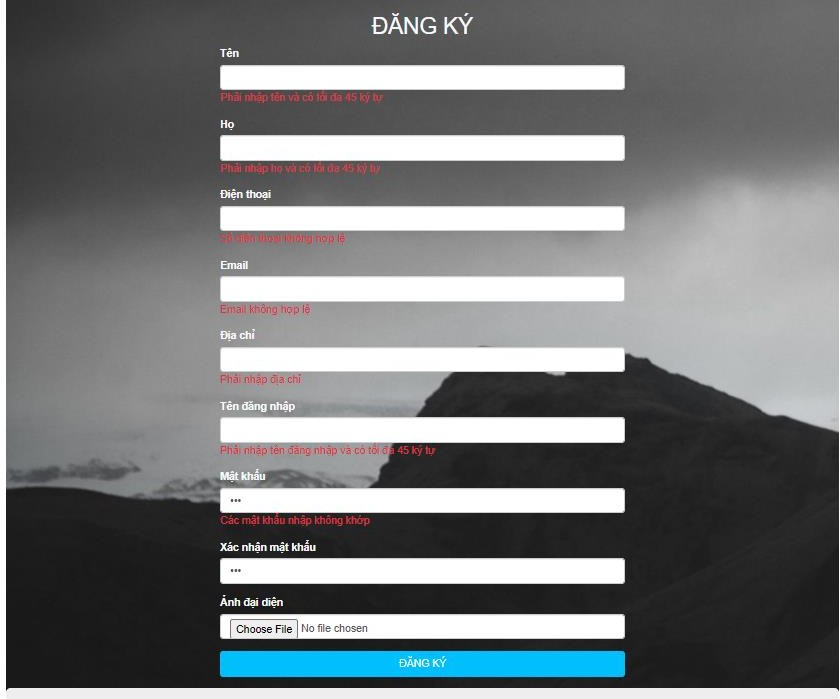 ĐĂNG KÝ
Tên
Phải nhập tên và có tối đa 45 ký tự
Họ
Phải nhập họ và có tối đa 45 ký tự
Điện thoại
Số điện thoại không hợp lệ
Email
Email không hợp lệ
Địa chỉ
Phải nhập địa chỉ
Tên đăng nhập
Phải nhập tên đăng nhập và có tối đa 45 ký tự
Mật khẩu
•••
Các mật khẩu nhập không khớp
Xác nhận mật khẩu
•••
Ảnh đại diện
Choose File No file chosen
ĐĂNG KÝ